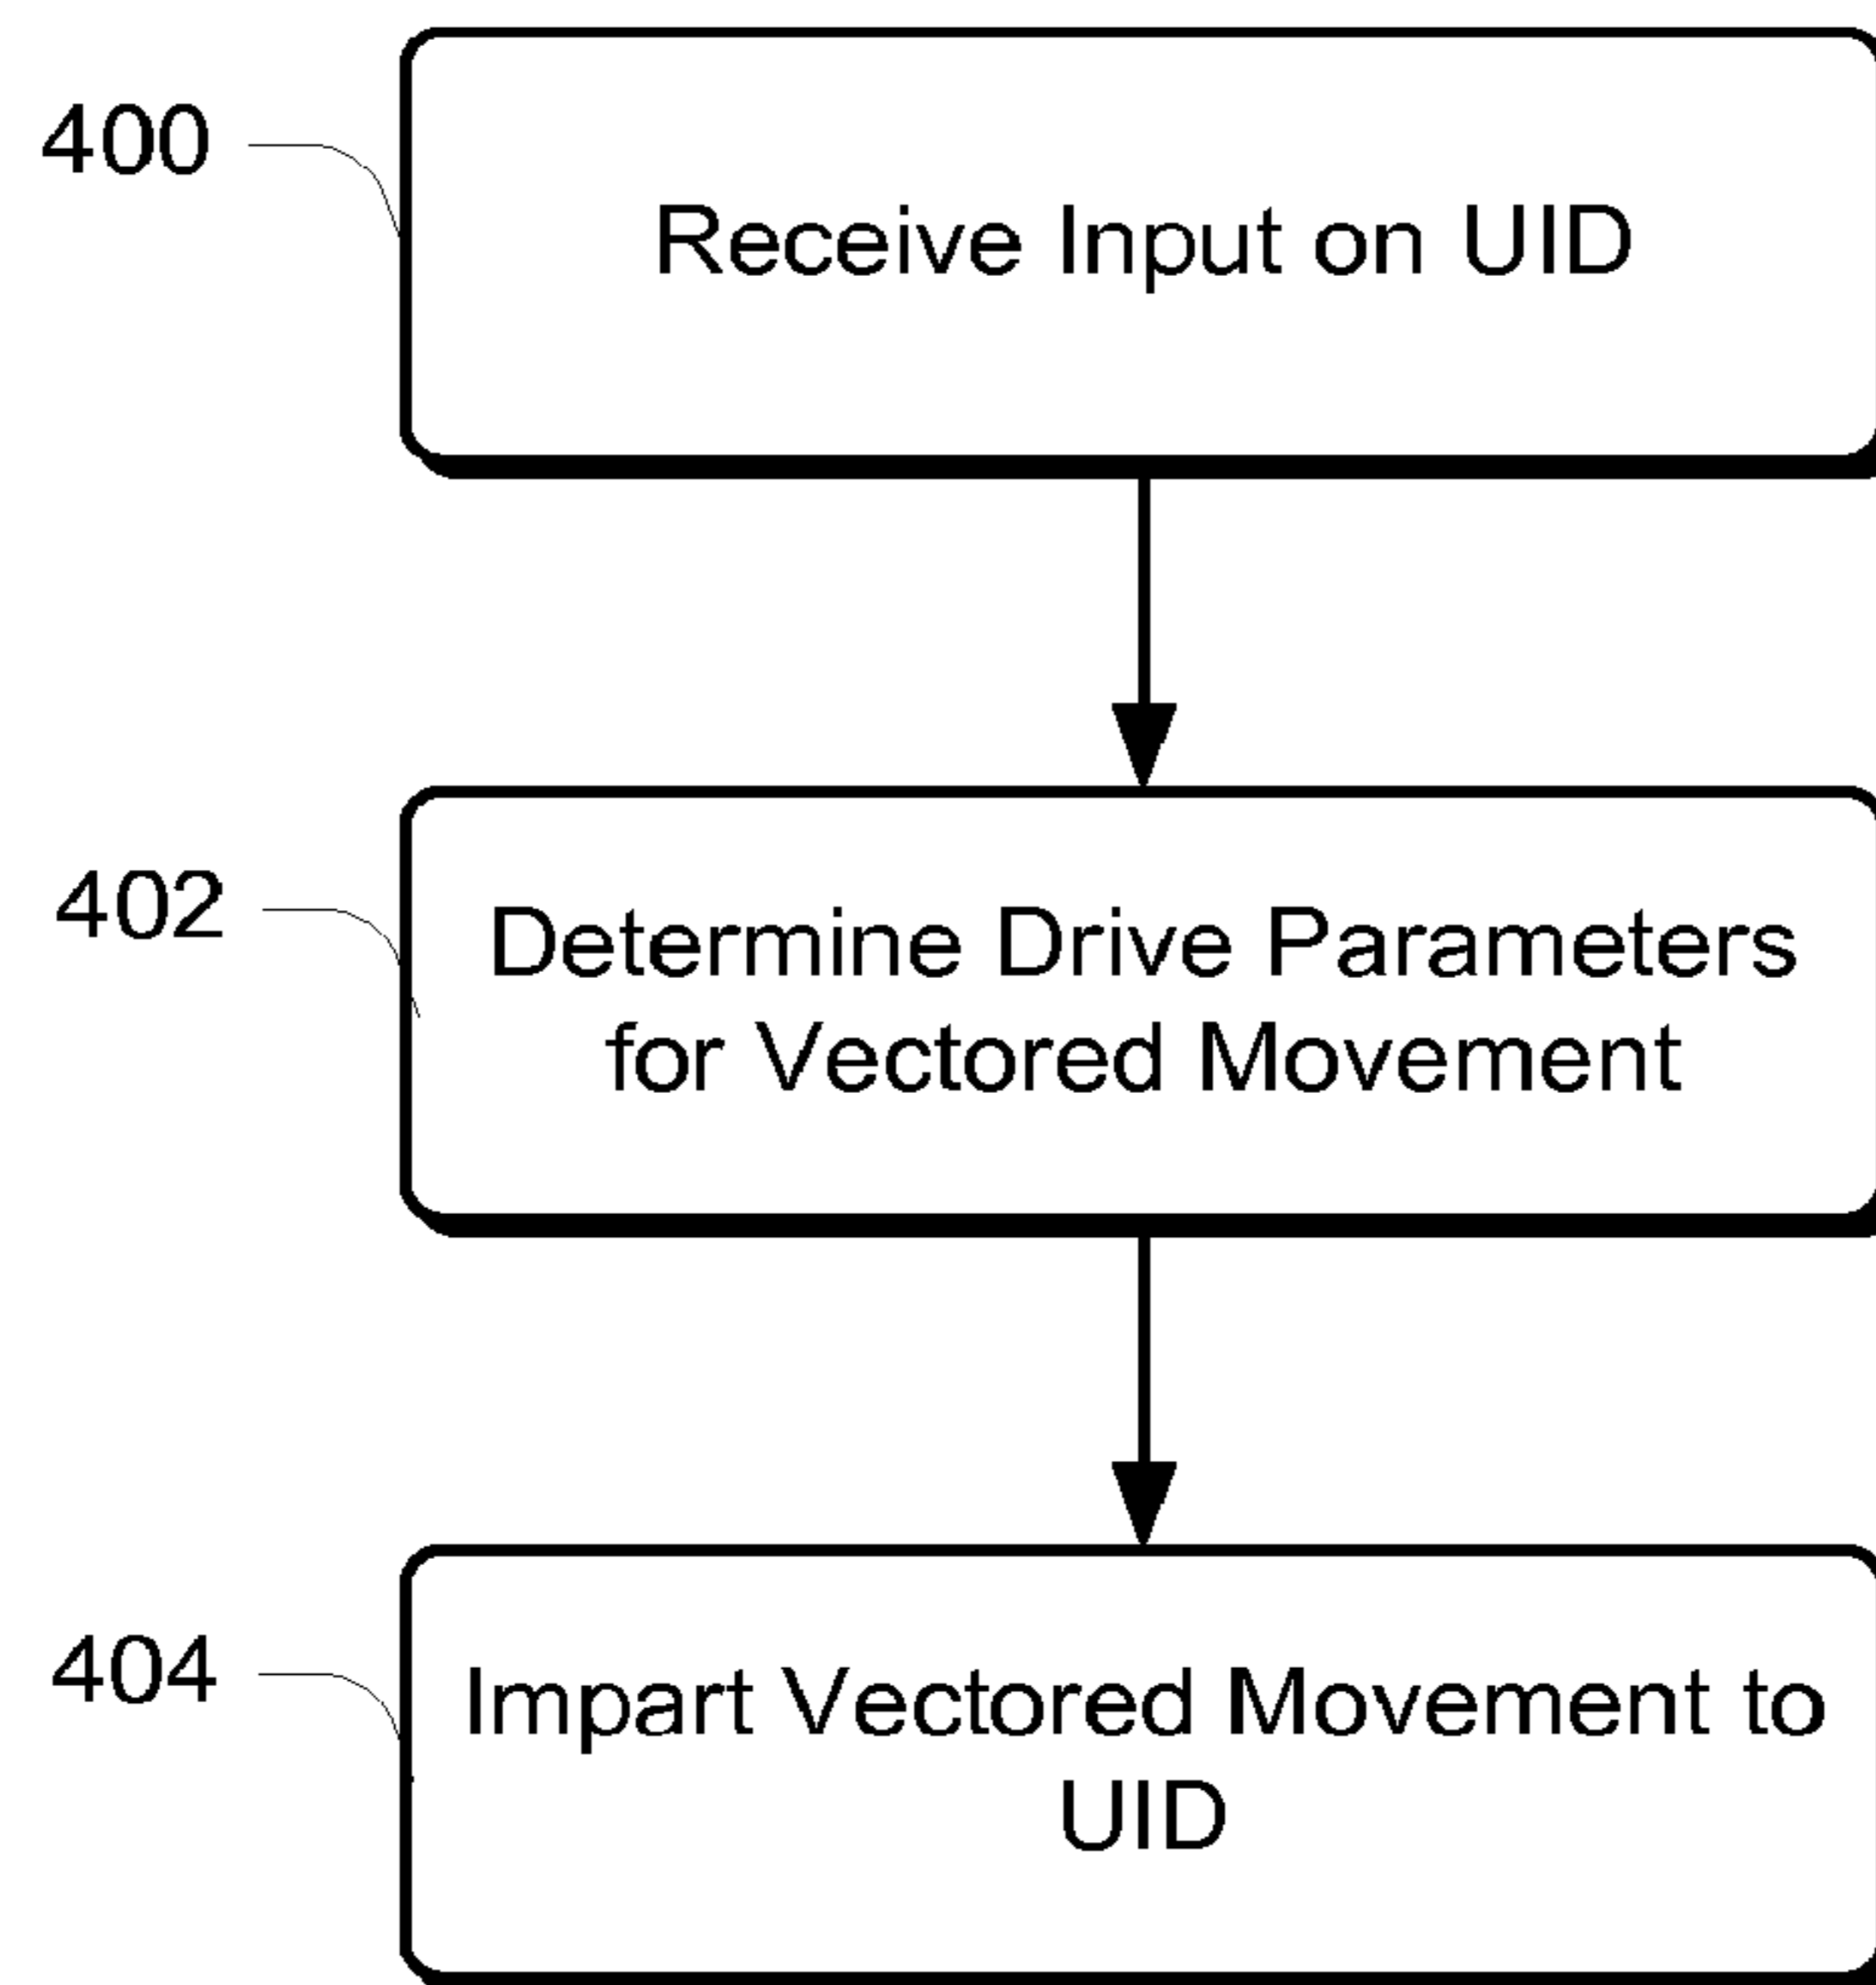 400
Receive Input on UID
402
Determine Drive Parameters
for Vectored Movement
404
Impart Vectored Movement to
UID